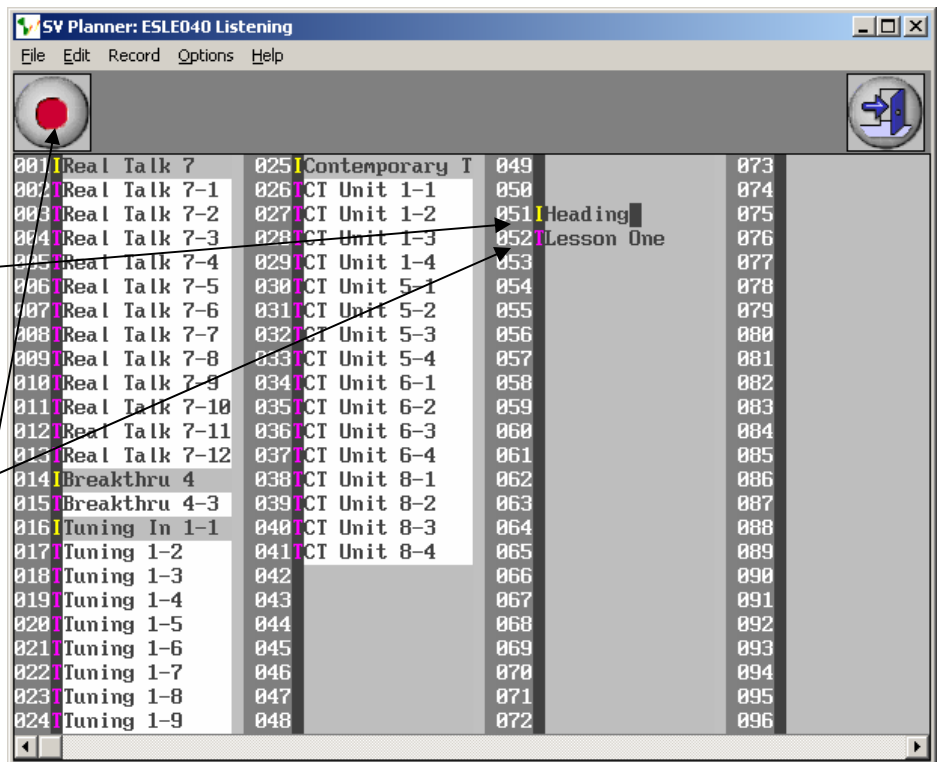 SV Planner: ESLE040 Listening
File Edit Record Options Help
001 I Real Talk 7
002 T Real Talk 7-1
003 T Real Talk 7-2
004 T Real Talk 7-3
005 T Real Talk 7-4
006 T Real Talk 7-5
007 T Real Talk 7-6
008 T Real Talk 7-7
009 T Real Talk 7-8
010 T Real Talk 7-9
011 T Real Talk 7-10
012 T Real Talk 7-11
013 T Real Talk 7-12
014 I Breakthru 4
015 T Breakthru 4-3
016 I Tuning In 1-1
017 T Tuning 1-2
018 T Tuning 1-3
019 T Tuning 1-4
020 T Tuning 1-5
021 T Tuning 1-6
022 T Tuning 1-7
023 T Tuning 1-8
024 T Tuning 1-9
025 I Contemporary T
026 T CT Unit 1-1
027 T CT Unit 1-2
028 T CT Unit 1-3
029 T CT Unit 1-4
030 T CT Unit 5-1
031 T CT Unit 5-2
032 T CT Unit 5-3
033 T CT Unit 5-4
034 T CT Unit 6-1
035 T CT Unit 6-2
036 T CT Unit 6-3
037 T CT Unit 6-4
038 T CT Unit 8-1
039 T CT Unit 8-2
040 T CT Unit 8-3
041 T CT Unit 8-4
042
043
044
045
046
047
048
049
050
051 I Heading
052 T Lesson One
053
054
055
056
057
058
059
060
061
062
063
064
065
066
067
068
069
070
071
072
073
074
075
076
077
078
079
080
081
082
083
084
085
086
087
088
089
090
091
092
093
094
095
096